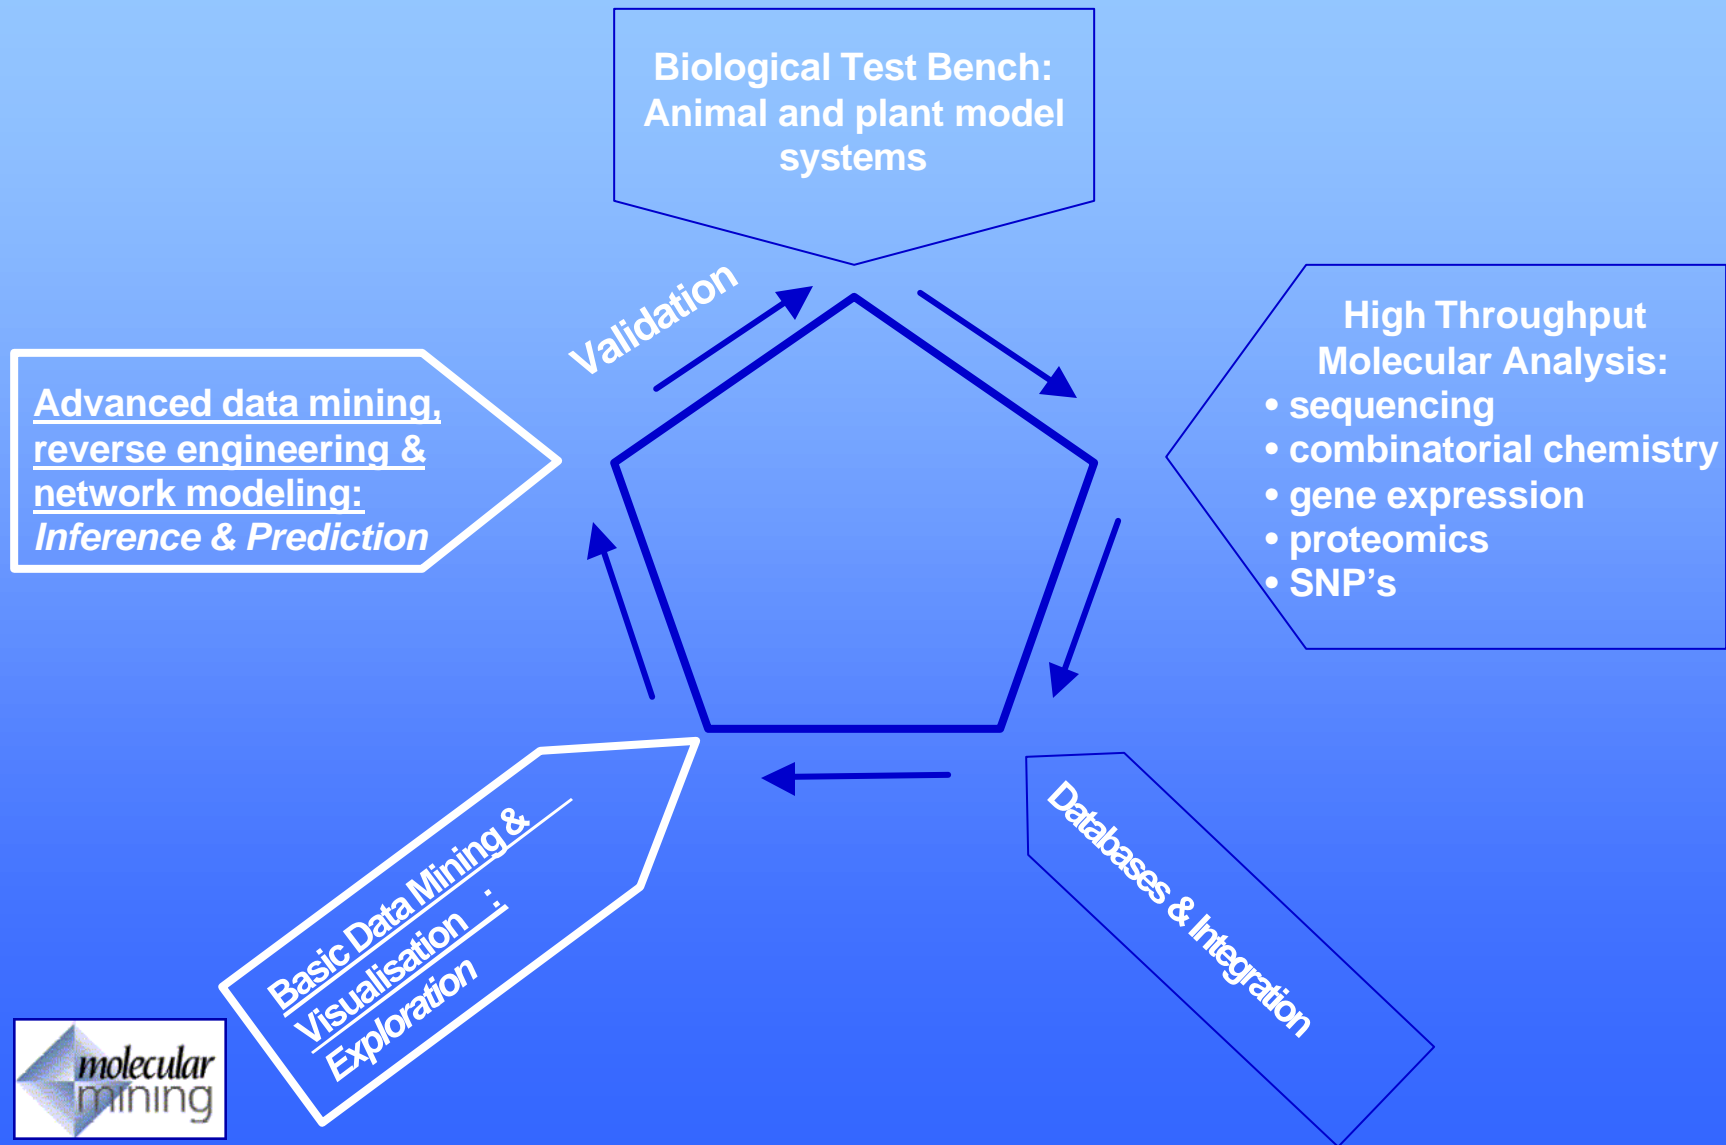 Biological Test Bench:
Animal and plant model
systems
Validation
High Throughput
Molecular Analysis:
• sequencing
• combinatorial chemistry
• gene expression
• proteomics
• SNP’s
Advanced data mining,
reverse engineering &
network modeling:
Inference & Prediction
Basic Data Mining &
Visualisation :
Exploration
Databases & Integration
molecular
mining